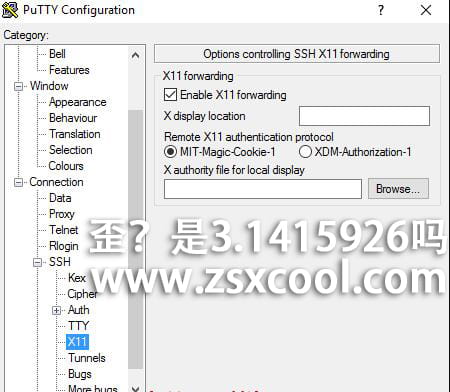 PuTTY Configuration
?
Category:
Bell
Features
Window
Appearance
Behaviour
Translation
Selection
Colours
Connection
Data
Proxy
Telnet
Rlogin
SSH
Kex
Cipher
Auth
TTY
X11
Tunnels
Bugs
More bugs
Options controlling SSH X11 forwarding
X11 forwarding
Enable X11 forwarding
X display location
Remote X11 authentication protocol
MIT-Magic-Cookie-1 XDM-Authorization-1
X authority file for local display
Browse...
歪？是3.1415926吗
www.zsxcool.com